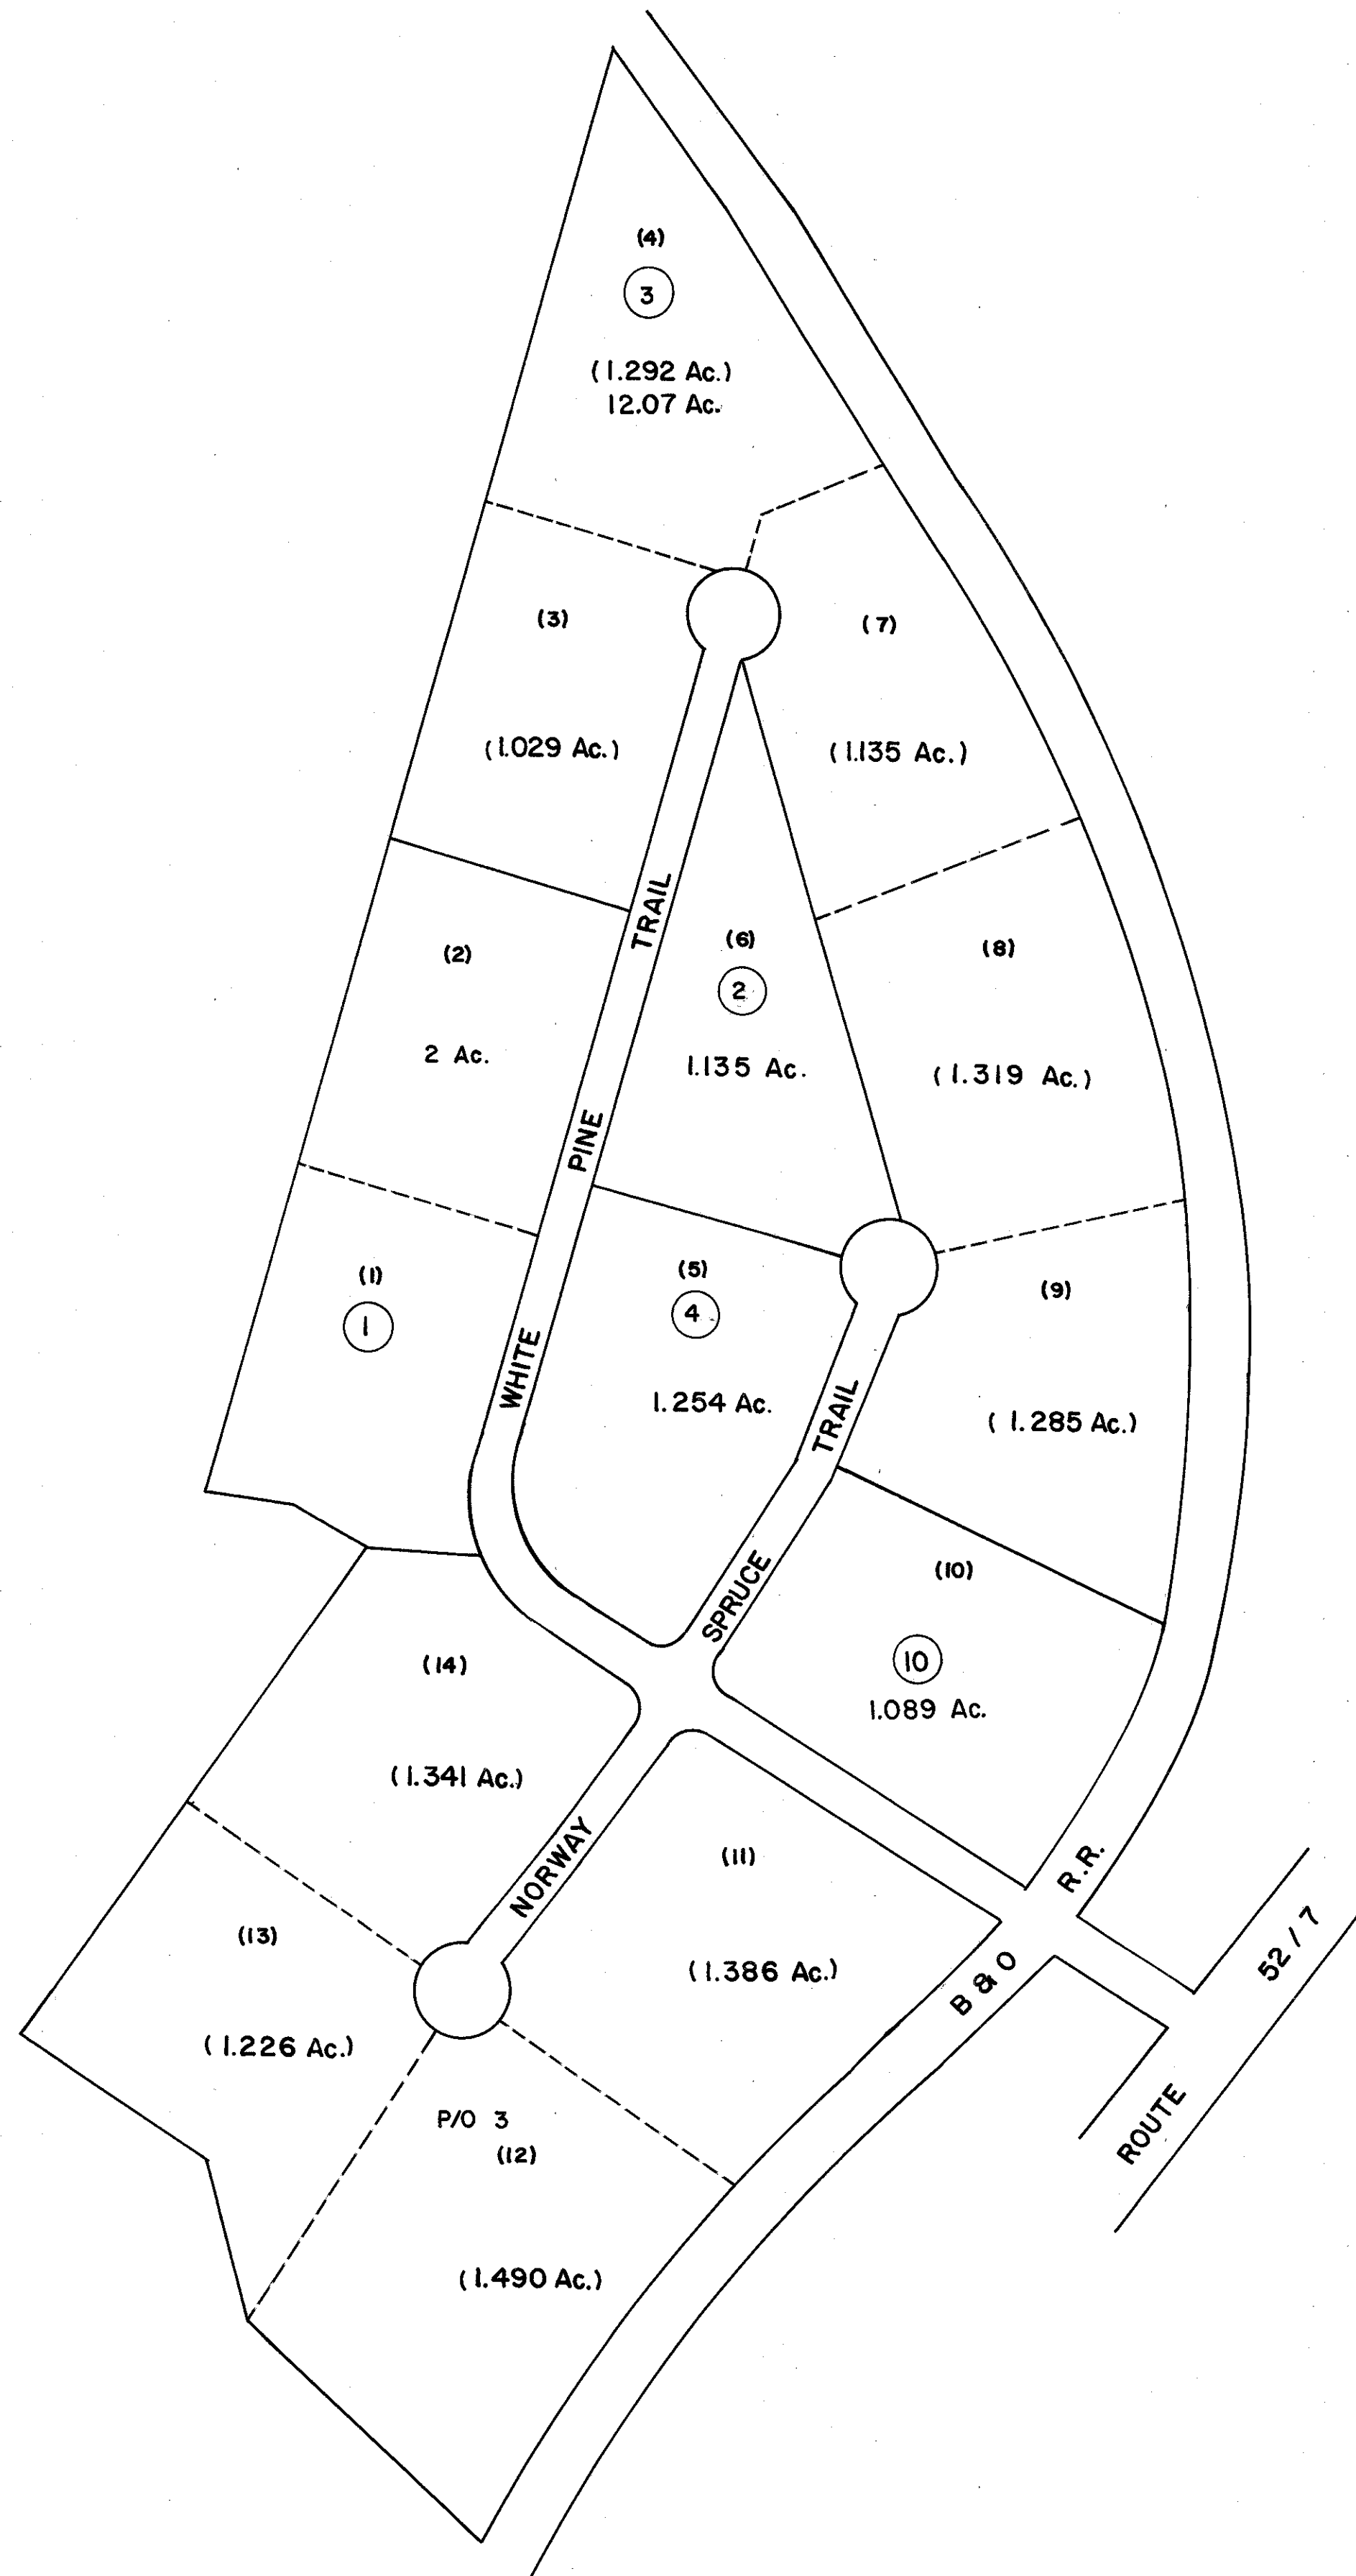 (4)
3
(1.292 Ac.)
12.07 Ac.
(3)
(7)
(1.029 Ac.)
(1.135 Ac.)
WHITE PINE TRAIL
(2)
(6)
2
(8)
2 Ac.
1.135 Ac.
(1.319 Ac.)
(1)
1
(5)
4
(9)
1.254 Ac.
(1.285 Ac.)
SPRUCE TRAIL
(10)
10
1.089 Ac.
(14)
(1.341 Ac.)
NORWAY
(11)
(1.386 Ac.)
B & O R.R.
ROUTE 52/7
(13)
(1.226 Ac.)
P/O 3
(12)
(1.490 Ac.)